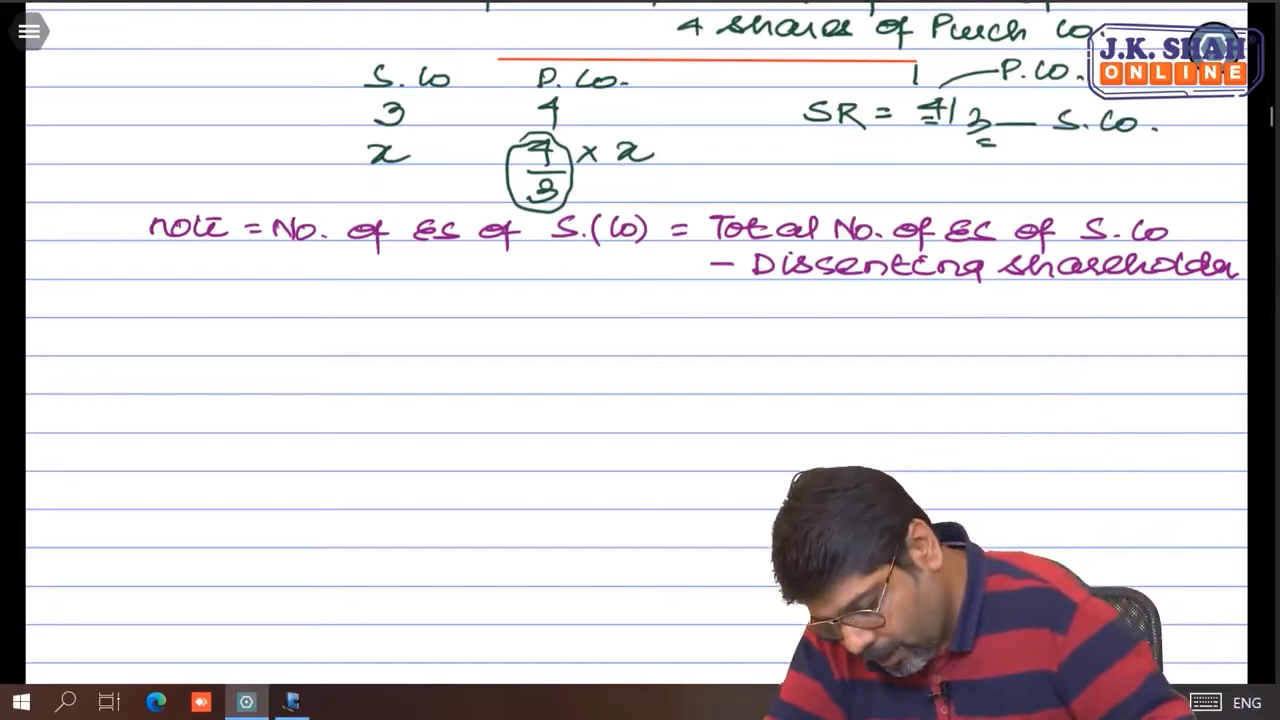 4 shares of Purch Co.
J.K. SHAH
ONLINE
S. Co P. Co. 1 P. Co.
3 4 SR = 4/3 S. Co.
x 4/3 × x
note = No. of ES of S.(Co) = Total No. of ES of S. Co
- Dissenting shareholder
ENG